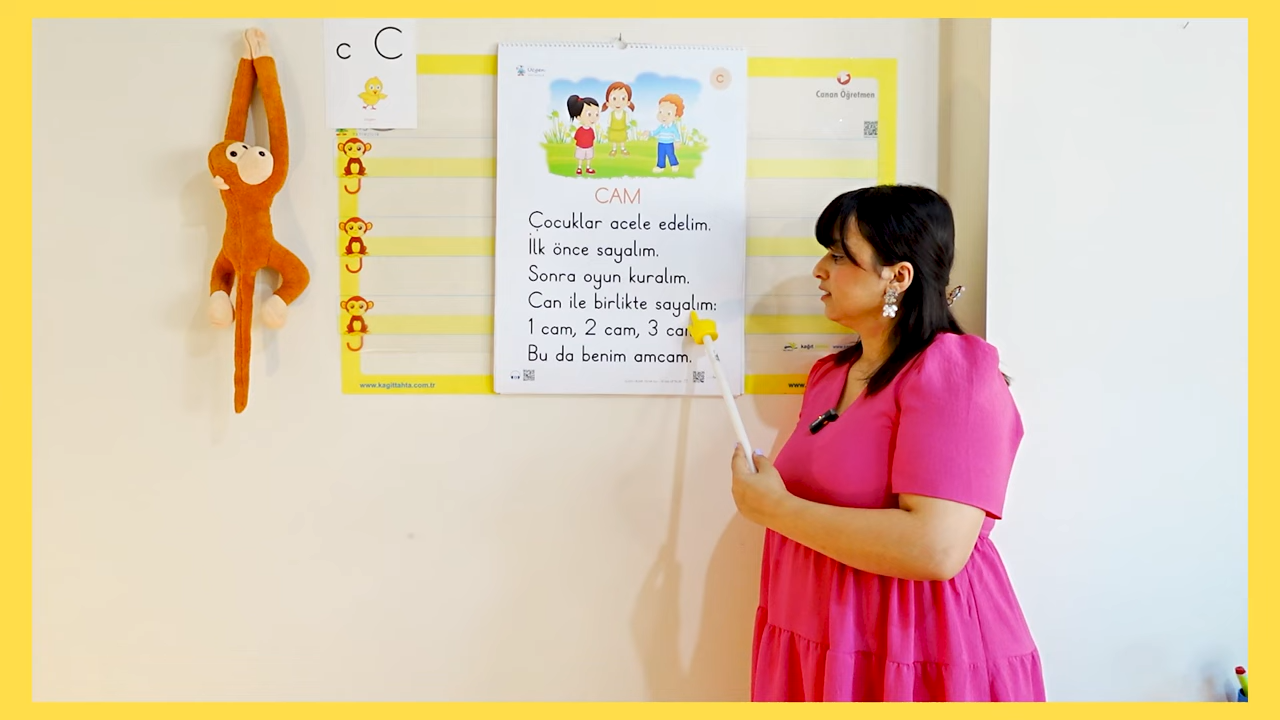 c C
C
Canan Öğretmen
CAM
Çocuklar acele edelim.
İlk önce sayalım.
Sonra oyun kuralım.
Can ile birlikte sayalım:
1 cam, 2 cam, 3
Bu da benim amcam.
www.kagittahta.com.tr